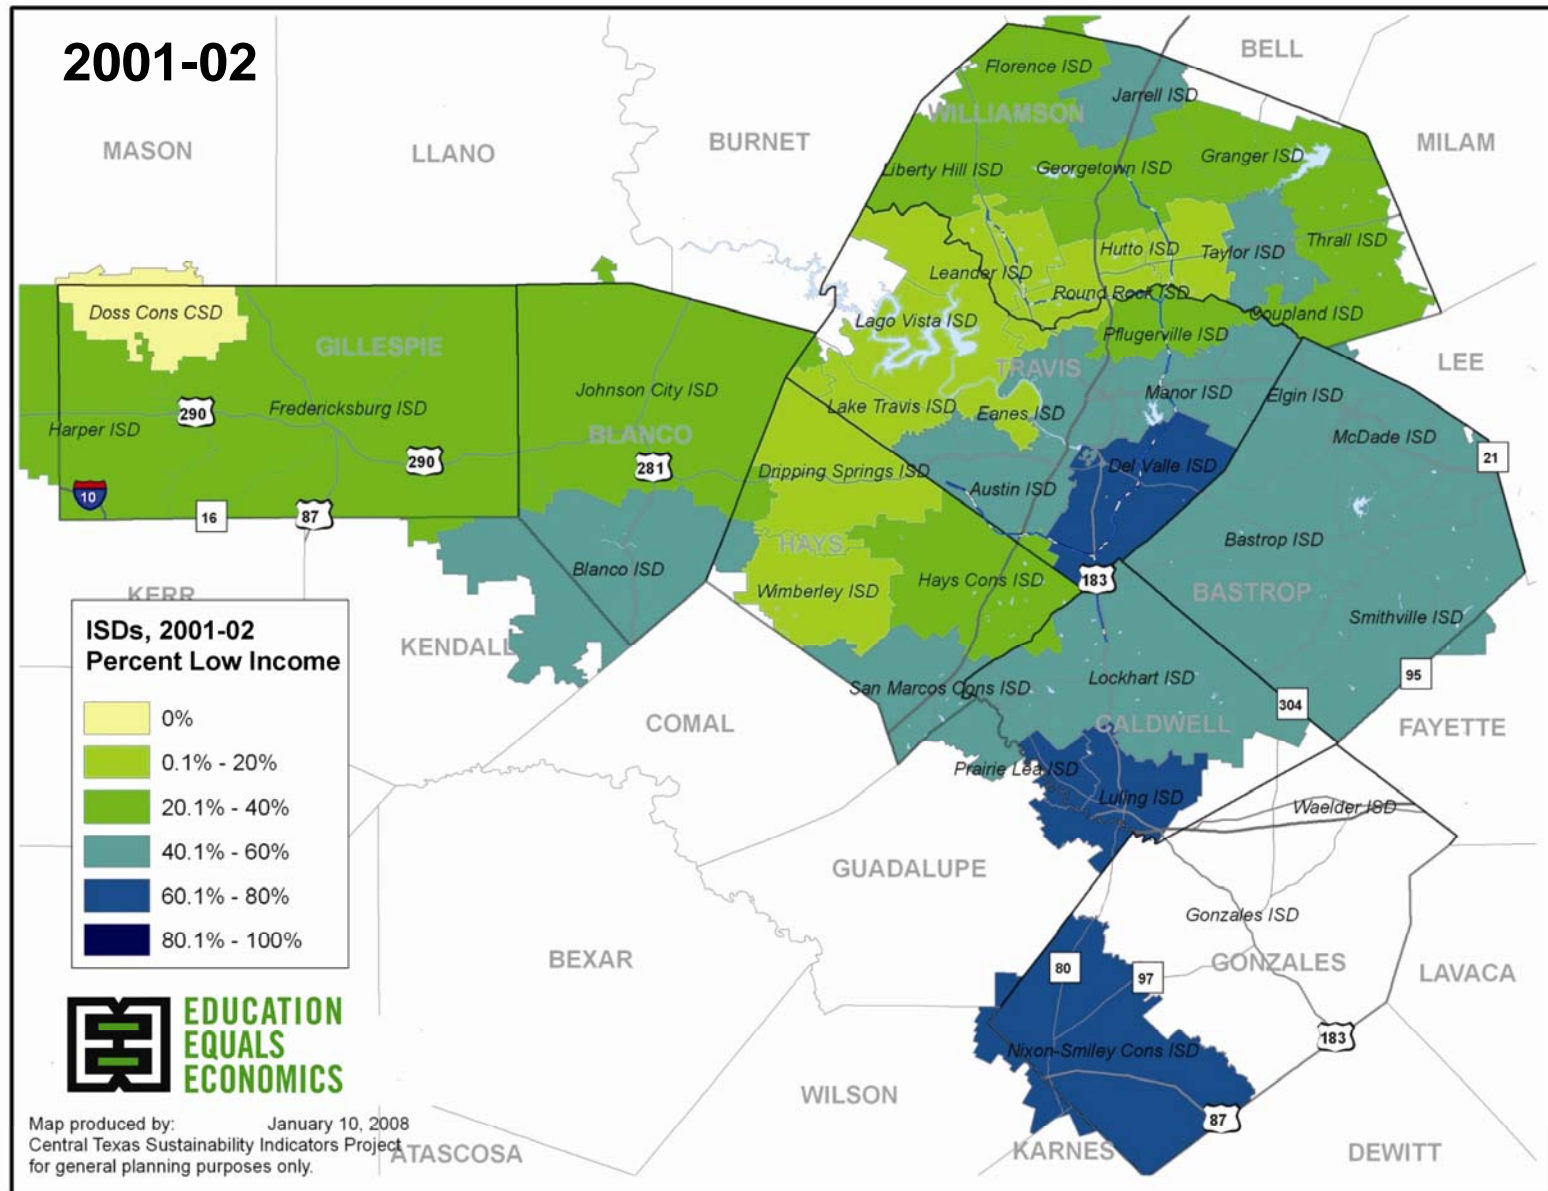 2001-02
BELL
Florence ISD
Jarrell ISD
WILLIAMSON
MASON
LLANO
BURNET
MILAM
Liberty Hill ISD
Georgetown ISD
Granger ISD
Hutto ISD
Taylor ISD
Thrall ISD
Leander ISD
Round Rock ISD
Doss Cons CSD
Lago Vista ISD
Coupland ISD
Pflugerville ISD
GILLESPIE
TRAVIS
LEE
Johnson City ISD
Manor ISD
Elgin ISD
290
Fredericksburg ISD
Lake Travis ISD
Eanes ISD
Harper ISD
BLANCO
McDade ISD
290
281
Dripping Springs ISD
Del Valle ISD
21
10
Austin ISD
16
87
HAYS
Bastrop ISD
Blanco ISD
Wimberley ISD
Hays Cons ISD
183
KERR
BASTROP
Smithville ISD
ISDs, 2001-02
Percent Low Income
KENDALL
San Marcos Cons ISD
Lockhart ISD
95
304
0%
COMAL
CALDWELL
FAYETTE
0.1% - 20%
Prairie Lea ISD
Luling ISD
20.1% - 40%
Waelder ISD
40.1% - 60%
GUADALUPE
60.1% - 80%
Gonzales ISD
80.1% - 100%
BEXAR
80
97
GONZALES
LAVACA
EDUCATION
EQUALS
ECONOMICS
183
Nixon-Smiley Cons ISD
WILSON
87
Map produced by: January 10, 2008
Central Texas Sustainability Indicators Project
for general planning purposes only.
ATASCOSA
KARNES
DEWITT